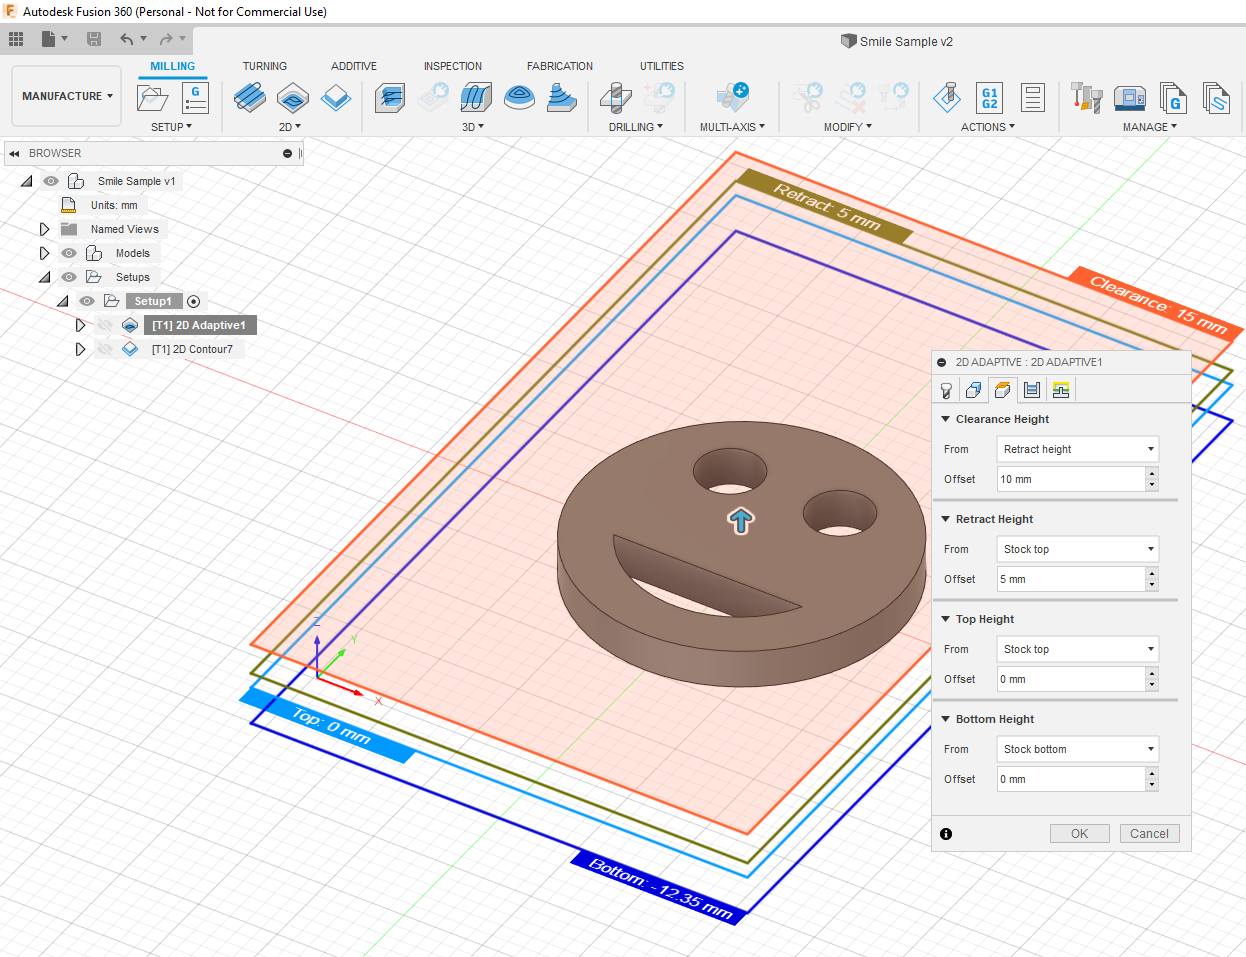 Autodesk Fusion 360 (Personal - Not for Commercial Use)
Smile Sample v2
MILLING TURNING ADDITIVE INSPECTION FABRICATION UTILITIES
MANUFACTURE
G
G1
G2
G
SETUP 2D 3D DRILLING MULTI-AXIS MODIFY ACTIONS MANAGE
BROWSER
Smile Sample v1
Units: mm
Named Views
Models
Setups
Setup1
[T1] 2D Adaptive1
[T1] 2D Contour7
Retract: 5 mm
Clearance: 15 mm
Z
Y
X
Top: 0 mm
Bottom: -12.35 mm
2D ADAPTIVE : 2D ADAPTIVE1
Clearance Height
From Retract height
Offset 10 mm
Retract Height
From Stock top
Offset 5 mm
Top Height
From Stock top
Offset 0 mm
Bottom Height
From Stock bottom
Offset 0 mm
OK Cancel